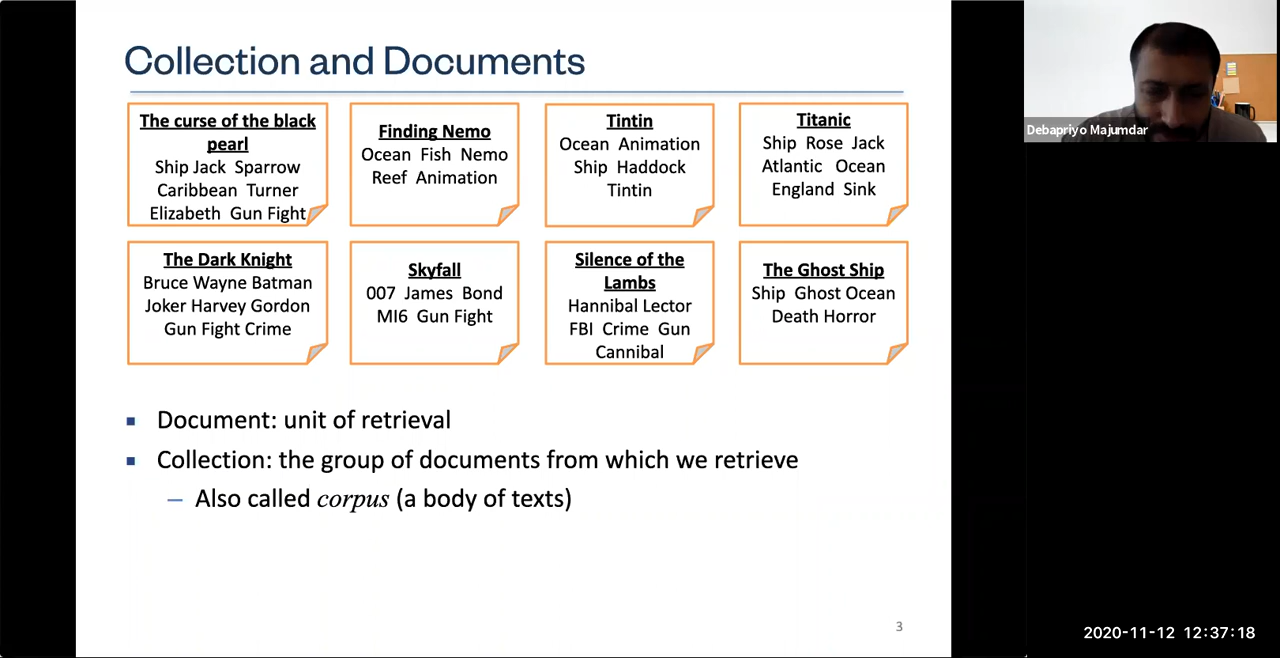 Collection and Documents
The curse of the black
pearl
Ship Jack Sparrow
Caribbean Turner
Elizabeth Gun Fight
Finding Nemo
Ocean Fish Nemo
Reef Animation
Tintin
Ocean Animation
Ship Haddock
Tintin
Titanic
Ship Rose Jack
Atlantic Ocean
England Sink
The Dark Knight
Bruce Wayne Batman
Joker Harvey Gordon
Gun Fight Crime
Skyfall
007 James Bond
MI6 Gun Fight
Silence of the
Lambs
Hannibal Lector
FBI Crime Gun
Cannibal
The Ghost Ship
Ship Ghost Ocean
Death Horror
Document: unit of retrieval
Collection: the group of documents from which we retrieve
– Also called corpus (a body of texts)
3
Debapriyo Majumdar
2020-11-12 12:37:18